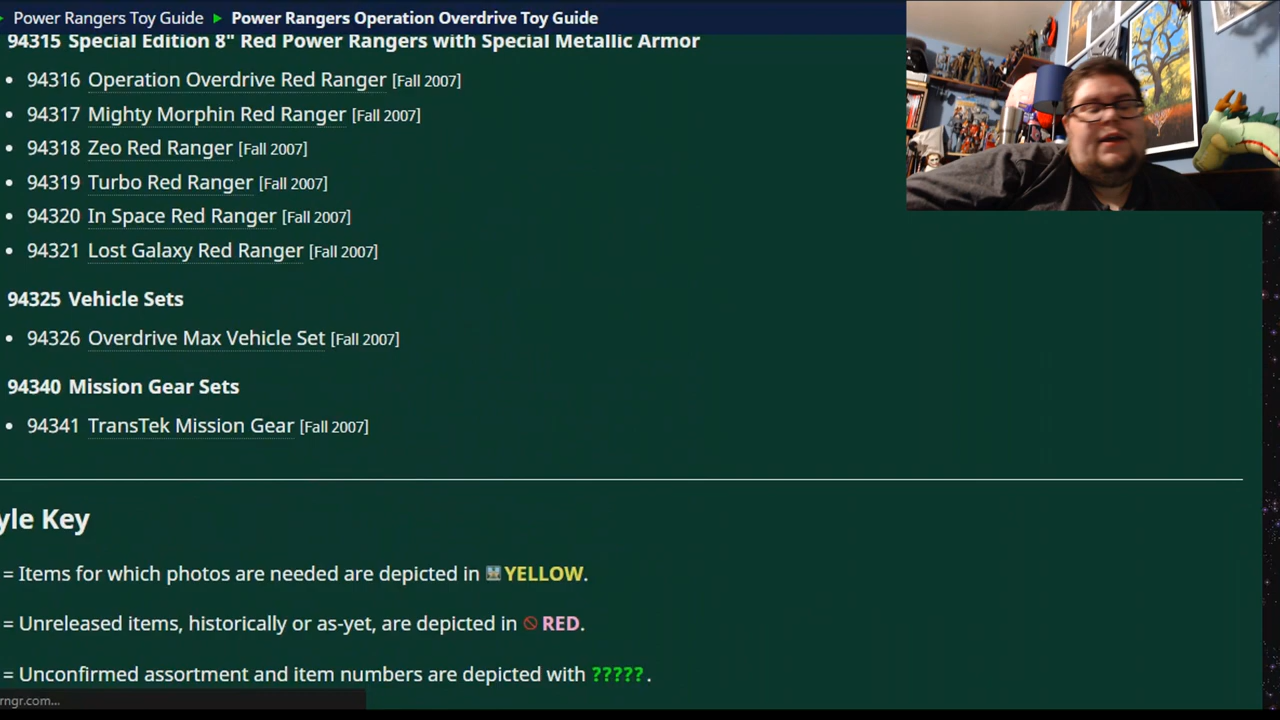 Power Rangers Toy Guide ▶ Power Rangers Operation Overdrive Toy Guide
94315 Special Edition 8" Red Power Rangers with Special Metallic Armor
• 94316 Operation Overdrive Red Ranger [Fall 2007]
• 94317 Mighty Morphin Red Ranger [Fall 2007]
• 94318 Zeo Red Ranger [Fall 2007]
• 94319 Turbo Red Ranger [Fall 2007]
• 94320 In Space Red Ranger [Fall 2007]
• 94321 Lost Galaxy Red Ranger [Fall 2007]
94325 Vehicle Sets
• 94326 Overdrive Max Vehicle Set [Fall 2007]
94340 Mission Gear Sets
• 94341 TransTek Mission Gear [Fall 2007]
yle Key
= Items for which photos are needed are depicted in YELLOW.
= Unreleased items, historically or as-yet, are depicted in RED.
= Unconfirmed assortment and item numbers are depicted with ?????.
rngr.com...